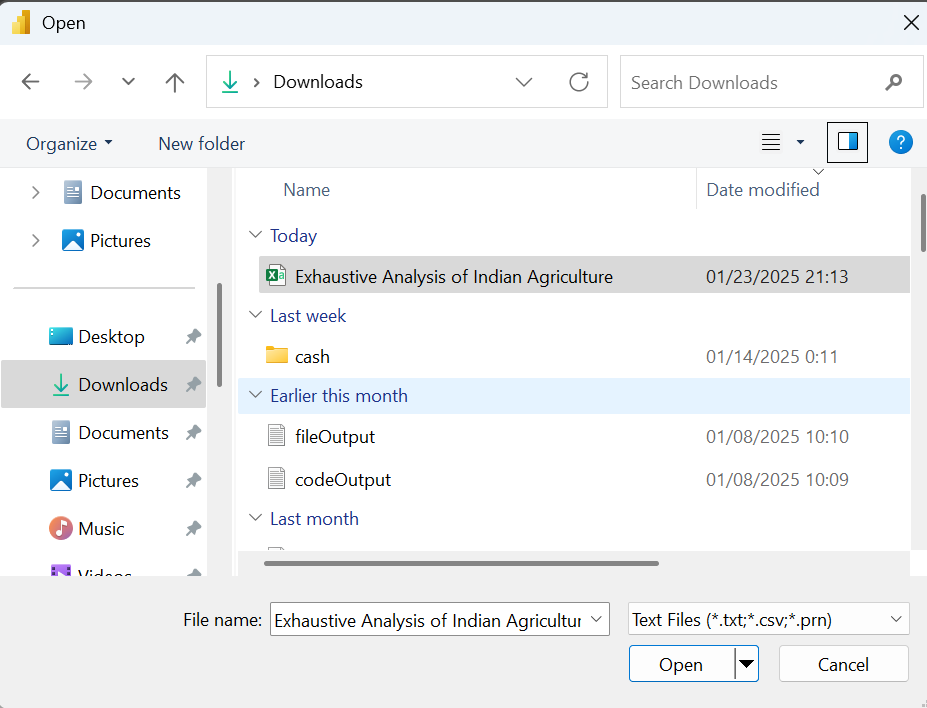 Open
Downloads
Search Downloads
Organize
New folder
?
Documents
Pictures
Desktop
Downloads
Documents
Pictures
Music
Videos
Name
Date modified
Today
Exhaustive Analysis of Indian Agriculture 01/23/2025 21:13
Last week
cash 01/14/2025 0:11
Earlier this month
fileOutput 01/08/2025 10:10
codeOutput 01/08/2025 10:09
Last month
File name: Exhaustive Analysis of Indian Agricultur
Text Files (*.txt;*.csv;*.prn)
Open
Cancel